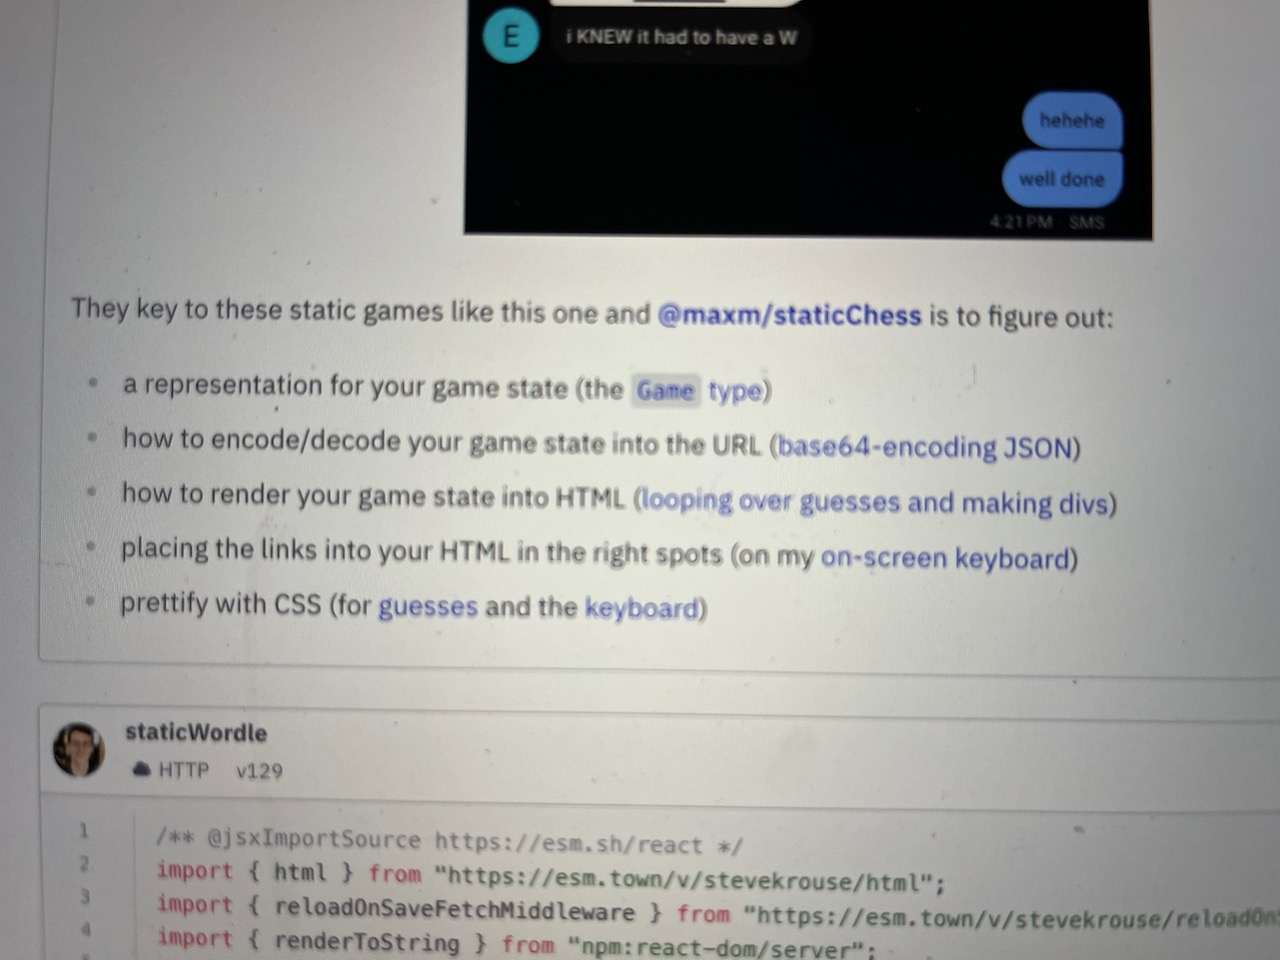 E
i KNEW it had to have a W
hehehe
well done
4:21 PM · SMS
They key to these static games like this one and @maxm/staticChess is to figure out:
• a representation for your game state (the Game type)
• how to encode/decode your game state into the URL (base64-encoding JSON)
• how to render your game state into HTML (looping over guesses and making divs)
• placing the links into your HTML in the right spots (on my on-screen keyboard)
• prettify with CSS (for guesses and the keyboard)
staticWordle
HTTP v129
1 /** @jsxImportSource https://esm.sh/react */
2 import { html } from "https://esm.town/v/stevekrouse/html";
3 import { reloadOnSaveFetchMiddleware } from "https://esm.town/v/stevekrouse/reloadOn
4 import { renderToString } from "npm:react-dom/server";